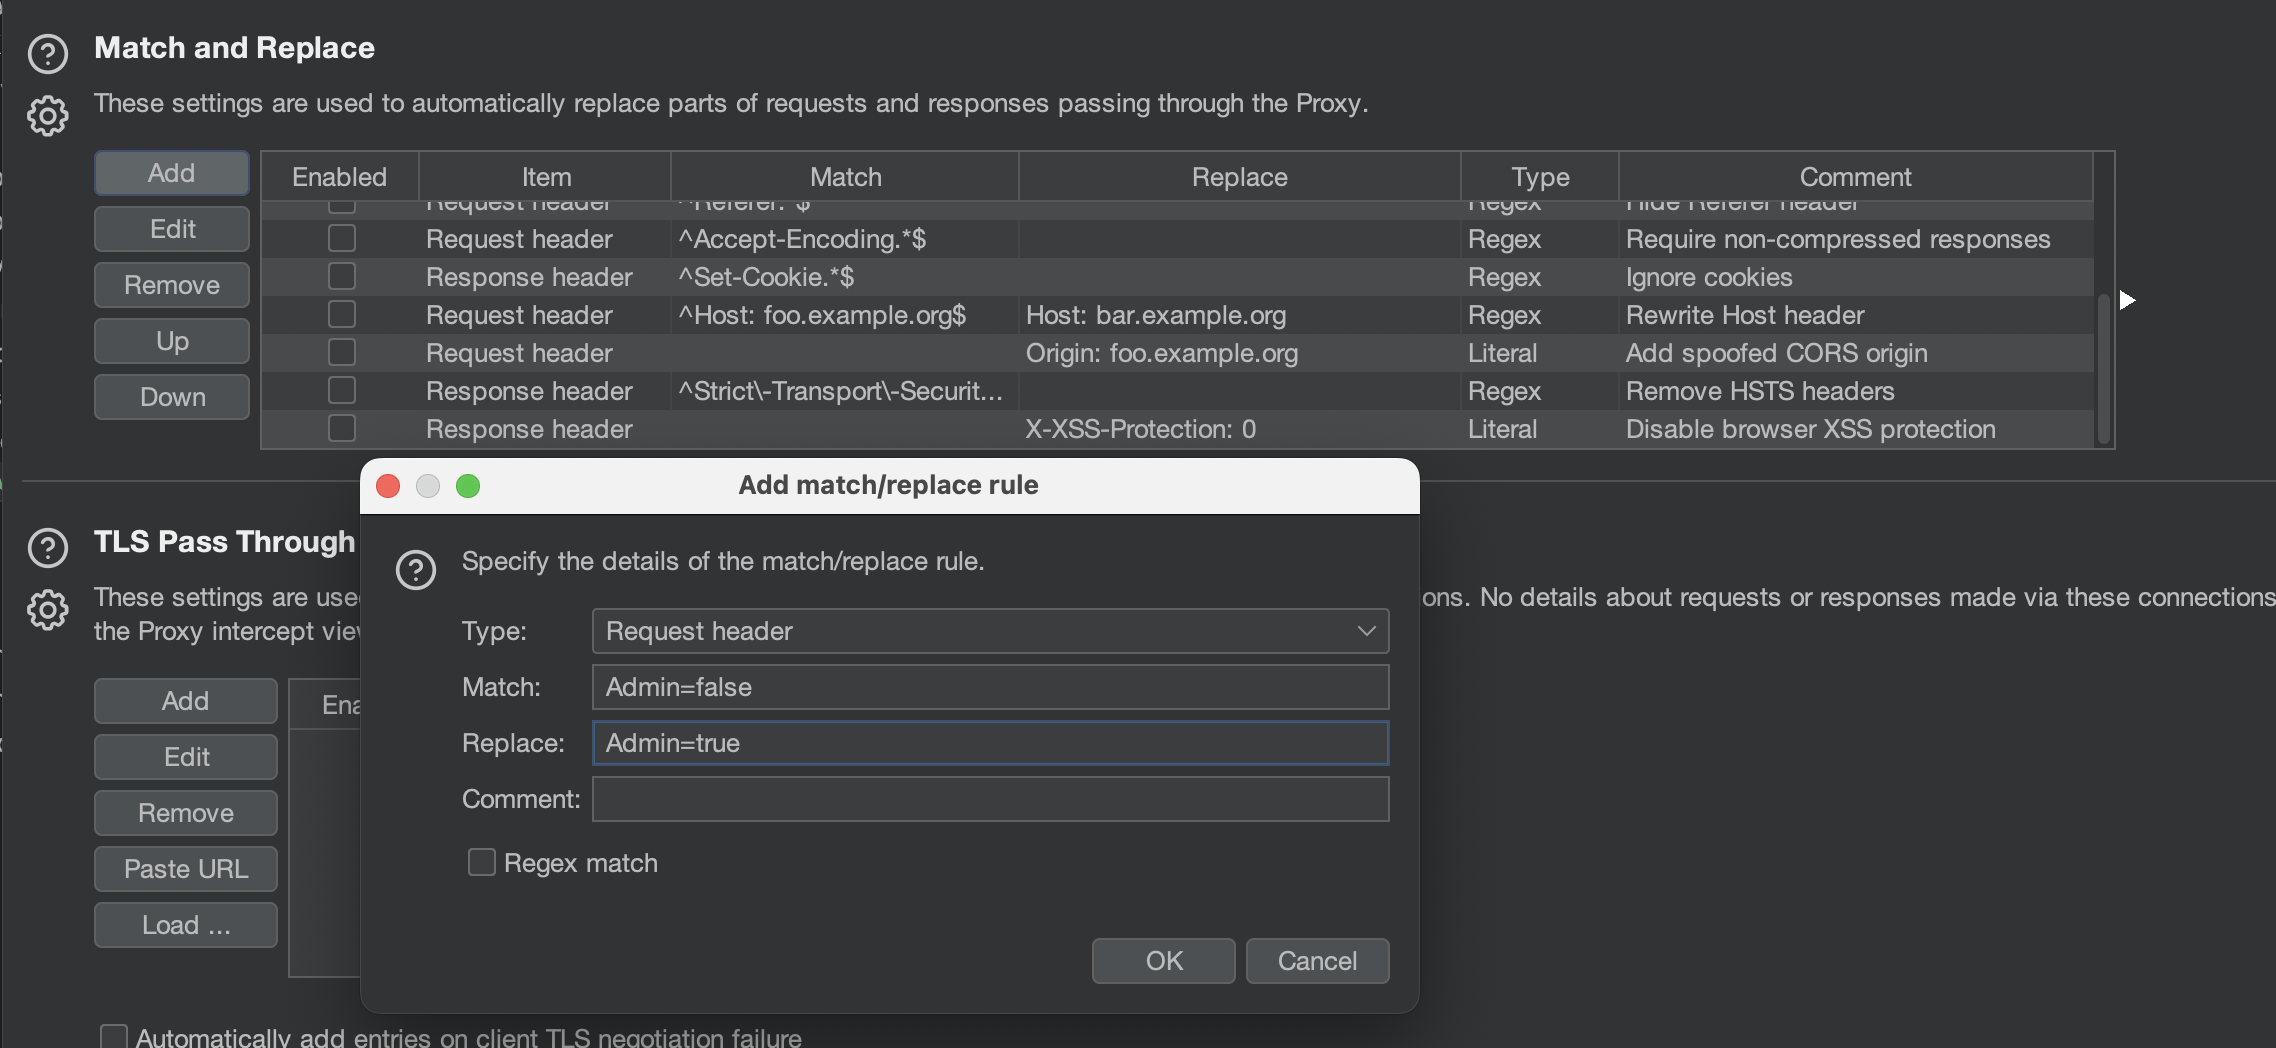 Match and Replace
These settings are used to automatically replace parts of requests and responses passing through the Proxy.
Add
Edit
Remove
Up
Down
Enabled Item Match Replace Type Comment
Request header ^Referer.*$ Regex Hide Referer header
Request header ^Accept-Encoding.*$ Regex Require non-compressed responses
Response header ^Set-Cookie.*$ Regex Ignore cookies
Request header ^Host: foo.example.org$ Host: bar.example.org Regex Rewrite Host header
Request header Origin: foo.example.org Literal Add spoofed CORS origin
Response header ^Strict\-Transport\-Securit... Regex Remove HSTS headers
Response header X-XSS-Protection: 0 Literal Disable browser XSS protection
Add match/replace rule
Specify the details of the match/replace rule.
Type: Request header
Match: Admin=false
Replace: Admin=true
Comment:
Regex match
OK Cancel
TLS Pass Through
These settings are use ons. No details about requests or responses made via these connections
the Proxy intercept vie
Add
Edit
Remove
Paste URL
Load ...
Ena
Automatically add entries on client TLS negotiation failure